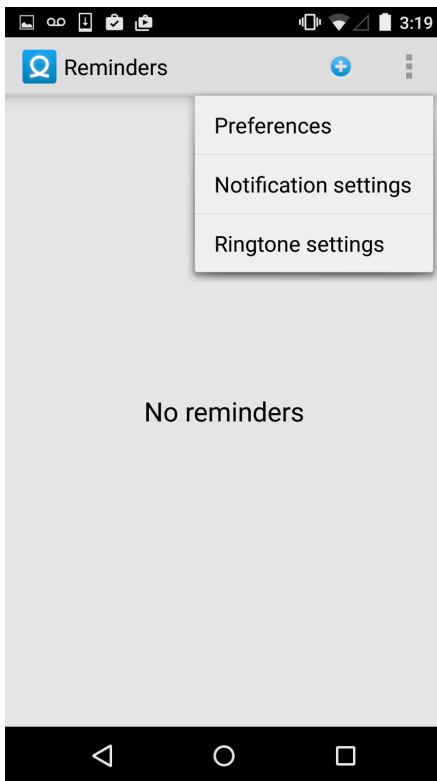 3:19
Reminders
Preferences
Notification settings
Ringtone settings
No reminders